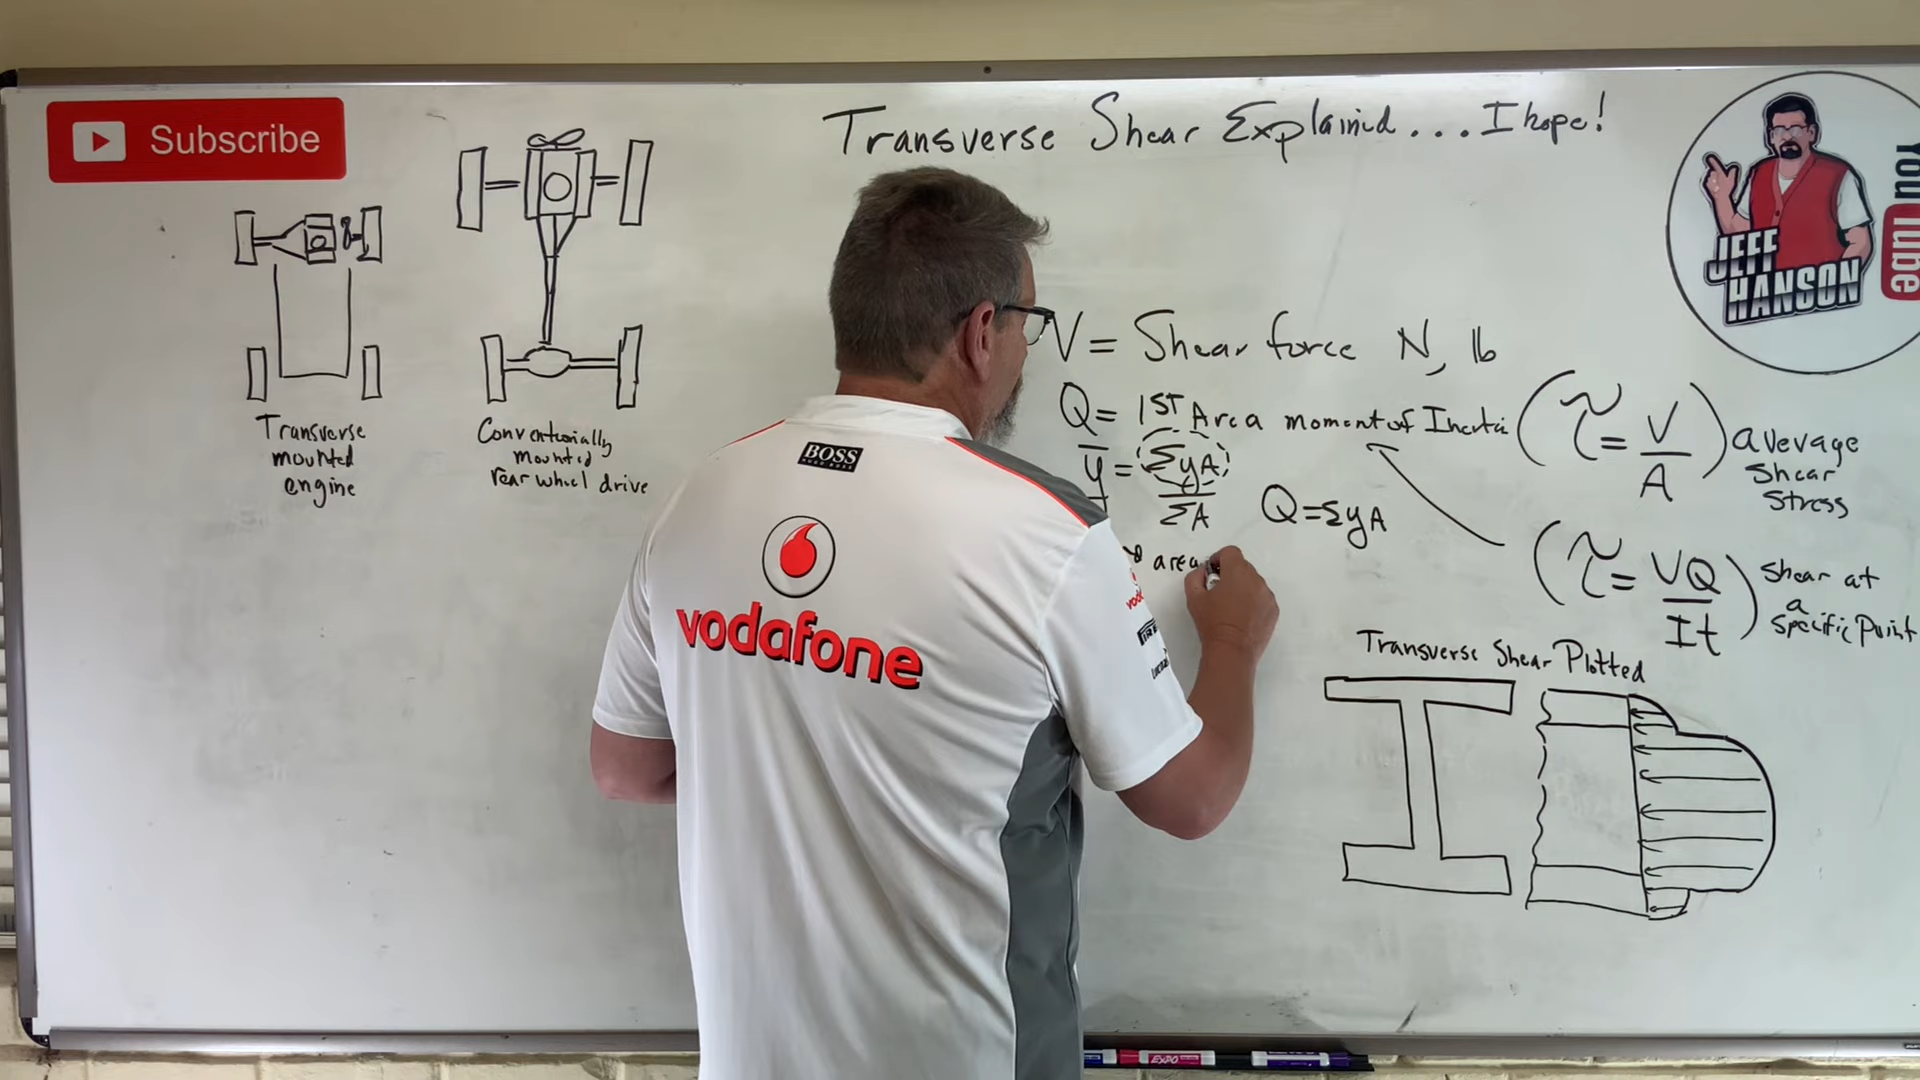 Subscribe
Transverse Shear Explained...I hope!
YouTube
JEFF
HANSON
V = Shear force N, lb
Q = 1ST Area moment of Inertia
ȳ = ΣyA
ΣA
Q=ΣyA
area
(τ = V
A) average
shear
stress
(τ = VQ
It) shear at
a
specific point
Transverse Shear Plotted
Transverse
mounted
engine
Conventionally
mounted
rear wheel drive
BOSS
vodafone
EXPO